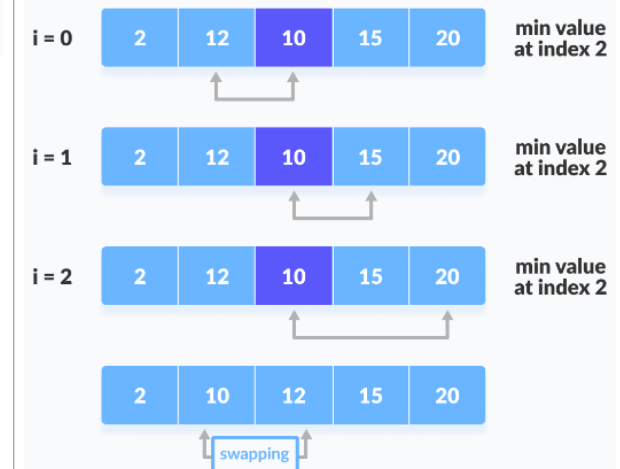 i = 0 2 12 10 15 20 min value
at index 2
i = 1 2 12 10 15 20 min value
at index 2
i = 2 2 12 10 15 20 min value
at index 2
2 10 12 15 20
swapping